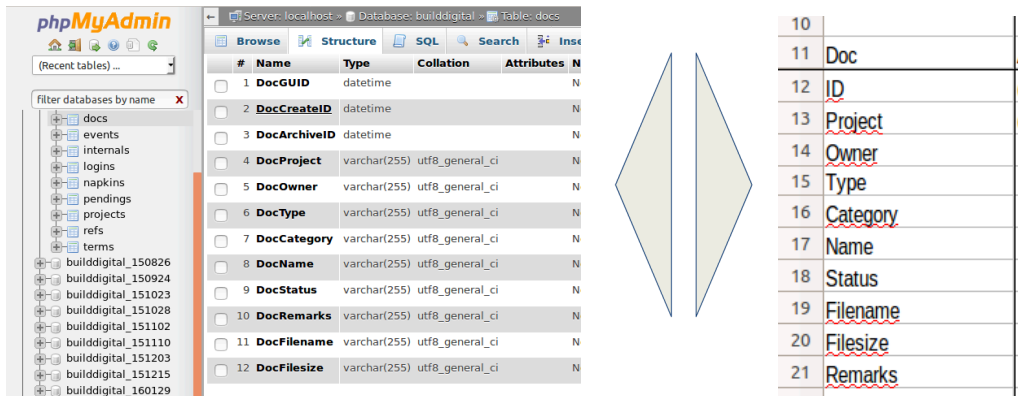 phpMyAdmin
(Recent tables) ...
filter databases by name X
docs
events
internals
logins
napkins
pendings
projects
refs
terms
builddigital_150826
builddigital_150924
builddigital_151023
builddigital_151028
builddigital_151102
builddigital_151110
builddigital_151203
builddigital_151215
builddigital_160129
Server: localhost » Database: builddigital » Table: docs
Browse Structure SQL Search Inse
# Name Type Collation Attributes N
1 DocGUID datetime N
2 DocCreateID datetime N
3 DocArchiveID datetime N
4 DocProject varchar(255) utf8_general_ci N
5 DocOwner varchar(255) utf8_general_ci N
6 DocType varchar(255) utf8_general_ci N
7 DocCategory varchar(255) utf8_general_ci N
8 DocName varchar(255) utf8_general_ci N
9 DocStatus varchar(255) utf8_general_ci N
10 DocRemarks varchar(255) utf8_general_ci N
11 DocFilename varchar(255) utf8_general_ci N
12 DocFilesize varchar(255) utf8_general_ci N
10
11 Doc
12 ID
13 Project
14 Owner
15 Type
16 Category
17 Name
18 Status
19 Filename
20 Filesize
21 Remarks